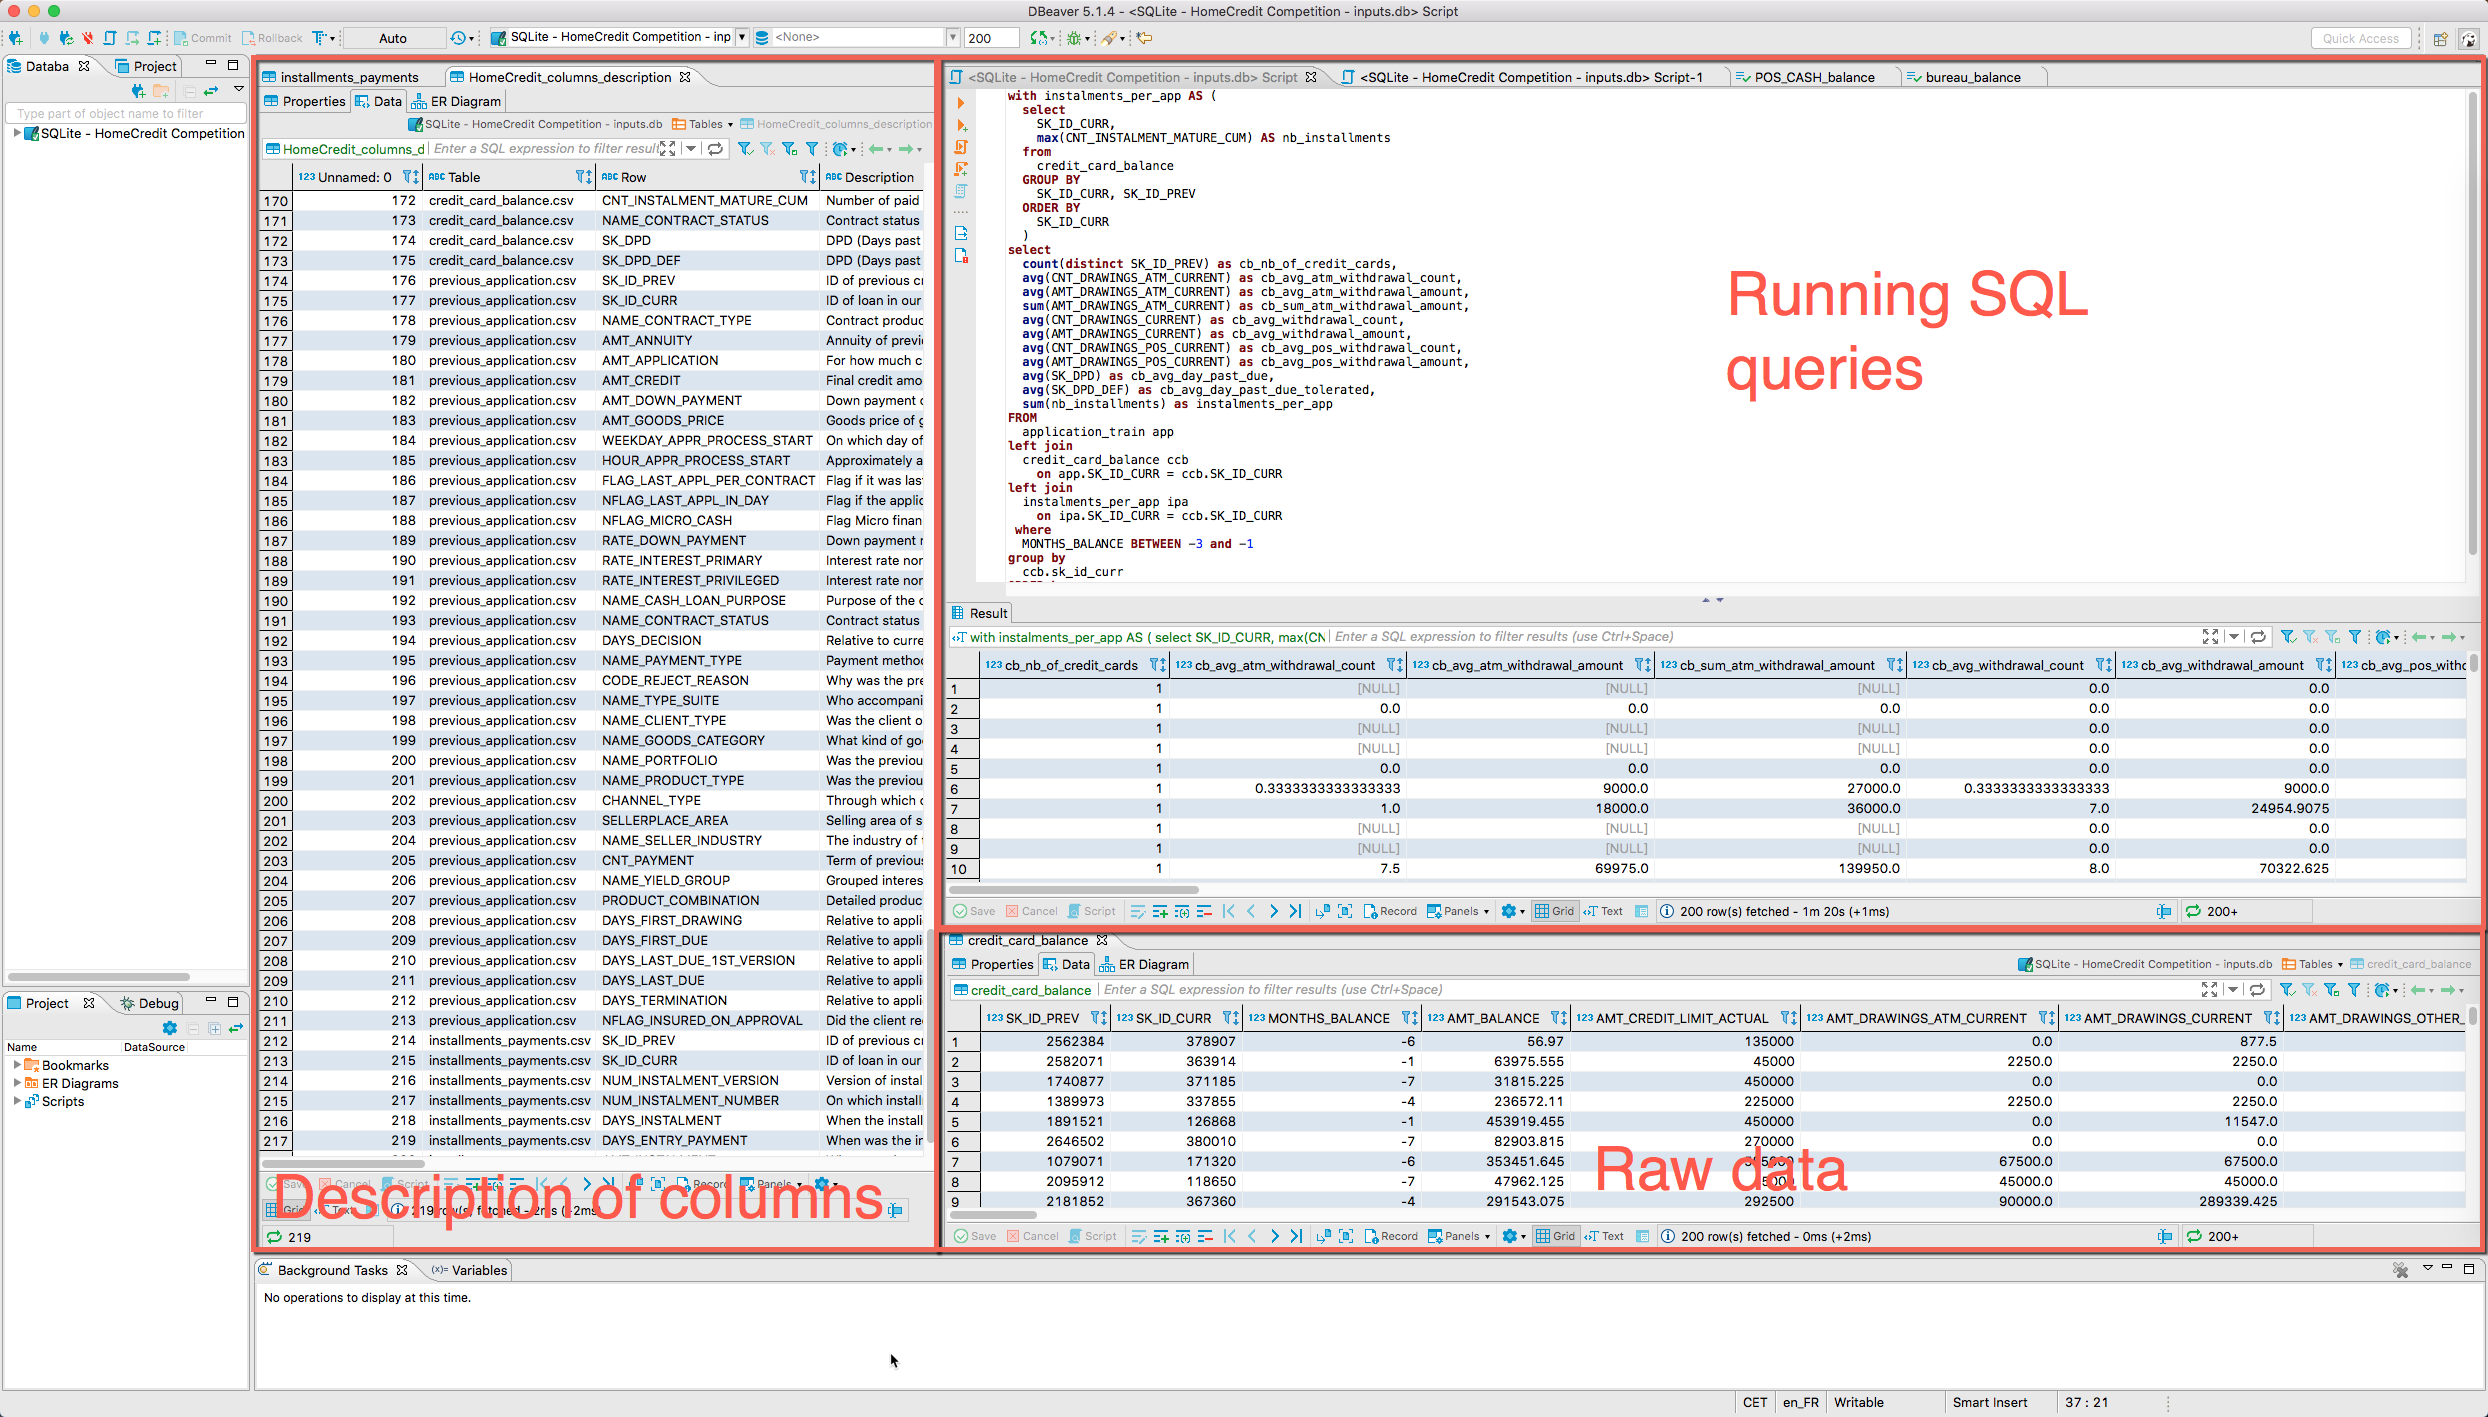 DBeaver 5.1.4 - <SQLite - HomeCredit Competition - inputs.db> Script
Commit Rollback Auto SQLite - HomeCredit Competition - inp <None> 200 Quick Access
Databa Project
Type part of object name to filter
SQLite - HomeCredit Competition
installments_payments HomeCredit_columns_description
Properties Data ER Diagram
SQLite - HomeCredit Competition - inputs.db Tables HomeCredit_columns_description
HomeCredit_columns_d Enter a SQL expression to filter result
123 Unnamed: 0 ABC Table ABC Row ABC Description
170 172 credit_card_balance.csv CNT_INSTALMENT_MATURE_CUM Number of paid
171 173 credit_card_balance.csv NAME_CONTRACT_STATUS Contract status
172 174 credit_card_balance.csv SK_DPD DPD (Days past
173 175 credit_card_balance.csv SK_DPD_DEF DPD (Days past
174 176 previous_application.csv SK_ID_PREV ID of previous cr
175 177 previous_application.csv SK_ID_CURR ID of loan in our
176 178 previous_application.csv NAME_CONTRACT_TYPE Contract produc
177 179 previous_application.csv AMT_ANNUITY Annuity of previ
178 180 previous_application.csv AMT_APPLICATION For how much c
179 181 previous_application.csv AMT_CREDIT Final credit amo
180 182 previous_application.csv AMT_DOWN_PAYMENT Down payment c
181 183 previous_application.csv AMT_GOODS_PRICE Goods price of g
182 184 previous_application.csv WEEKDAY_APPR_PROCESS_START On which day of
183 185 previous_application.csv HOUR_APPR_PROCESS_START Approximately a
184 186 previous_application.csv FLAG_LAST_APPL_PER_CONTRACT Flag if it was las
185 187 previous_application.csv NFLAG_LAST_APPL_IN_DAY Flag if the applic
186 188 previous_application.csv NFLAG_MICRO_CASH Flag Micro finan
187 189 previous_application.csv RATE_DOWN_PAYMENT Down payment r
188 190 previous_application.csv RATE_INTEREST_PRIMARY Interest rate nor
189 191 previous_application.csv RATE_INTEREST_PRIVILEGED Interest rate nor
190 192 previous_application.csv NAME_CASH_LOAN_PURPOSE Purpose of the c
191 193 previous_application.csv NAME_CONTRACT_STATUS Contract status
192 194 previous_application.csv DAYS_DECISION Relative to curre
193 195 previous_application.csv NAME_PAYMENT_TYPE Payment metho
194 196 previous_application.csv CODE_REJECT_REASON Why was the pre
195 197 previous_application.csv NAME_TYPE_SUITE Who accompani
196 198 previous_application.csv NAME_CLIENT_TYPE Was the client o
197 199 previous_application.csv NAME_GOODS_CATEGORY What kind of go
198 200 previous_application.csv NAME_PORTFOLIO Was the previou
199 201 previous_application.csv NAME_PRODUCT_TYPE Was the previou
200 202 previous_application.csv CHANNEL_TYPE Through which c
201 203 previous_application.csv SELLERPLACE_AREA Selling area of s
202 204 previous_application.csv NAME_SELLER_INDUSTRY The industry of
203 205 previous_application.csv CNT_PAYMENT Term of previou
204 206 previous_application.csv NAME_YIELD_GROUP Grouped interes
205 207 previous_application.csv PRODUCT_COMBINATION Detailed produc
206 208 previous_application.csv DAYS_FIRST_DRAWING Relative to appli
207 209 previous_application.csv DAYS_FIRST_DUE Relative to appli
208 210 previous_application.csv DAYS_LAST_DUE_1ST_VERSION Relative to appli
209 211 previous_application.csv DAYS_LAST_DUE Relative to appli
210 212 previous_application.csv DAYS_TERMINATION Relative to appli
211 213 previous_application.csv NFLAG_INSURED_ON_APPROVAL Did the client re
212 214 installments_payments.csv SK_ID_PREV ID of previous cr
213 215 installments_payments.csv SK_ID_CURR ID of loan in our
214 216 installments_payments.csv NUM_INSTALMENT_VERSION Version of instal
215 217 installments_payments.csv NUM_INSTALMENT_NUMBER On which install
216 218 installments_payments.csv DAYS_INSTALMENT When the install
217 219 installments_payments.csv DAYS_ENTRY_PAYMENT When was the ir
Save Cancel Script Record Panels
Description of columns
Grid Text 219 row(s) fetched - 2ms (+2ms)
219
<SQLite - HomeCredit Competition - inputs.db> Script <SQLite - HomeCredit Competition - inputs.db> Script-1 POS_CASH_balance bureau_balance
with instalments_per_app AS (
select
SK_ID_CURR,
max(CNT_INSTALMENT_MATURE_CUM) AS nb_installments
from
credit_card_balance
GROUP BY
SK_ID_CURR, SK_ID_PREV
ORDER BY
SK_ID_CURR
)
select
count(distinct SK_ID_PREV) as cb_nb_of_credit_cards,
avg(CNT_DRAWINGS_ATM_CURRENT) as cb_avg_atm_withdrawal_count,
avg(AMT_DRAWINGS_ATM_CURRENT) as cb_avg_atm_withdrawal_amount,
sum(AMT_DRAWINGS_ATM_CURRENT) as cb_sum_atm_withdrawal_amount,
avg(CNT_DRAWINGS_CURRENT) as cb_avg_withdrawal_count,
avg(AMT_DRAWINGS_CURRENT) as cb_avg_withdrawal_amount,
avg(CNT_DRAWINGS_POS_CURRENT) as cb_avg_pos_withdrawal_count,
avg(AMT_DRAWINGS_POS_CURRENT) as cb_avg_pos_withdrawal_amount,
avg(SK_DPD) as cb_avg_day_past_due,
avg(SK_DPD_DEF) as cb_avg_day_past_due_tolerated,
sum(nb_installments) as instalments_per_app
FROM
application_train app
left join
credit_card_balance ccb
on app.SK_ID_CURR = ccb.SK_ID_CURR
left join
instalments_per_app ipa
on ipa.SK_ID_CURR = ccb.SK_ID_CURR
where
MONTHS_BALANCE BETWEEN -3 and -1
group by
ccb.sk_id_curr
Running SQL
queries
Result
with instalments_per_app AS ( select SK_ID_CURR, max(CN Enter a SQL expression to filter results (use Ctrl+Space)
123 cb_nb_of_credit_cards 123 cb_avg_atm_withdrawal_count 123 cb_avg_atm_withdrawal_amount 123 cb_sum_atm_withdrawal_amount 123 cb_avg_withdrawal_count 123 cb_avg_withdrawal_amount 123 cb_avg_pos_withc
1 1 [NULL] [NULL] [NULL] 0.0 0.0
2 1 0.0 0.0 0.0 0.0 0.0
3 1 [NULL] [NULL] [NULL] 0.0 0.0
4 1 [NULL] [NULL] [NULL] 0.0 0.0
5 1 0.0 0.0 0.0 0.0 0.0
6 1 0.3333333333333333 9000.0 27000.0 0.3333333333333333 9000.0
7 1 1.0 18000.0 36000.0 7.0 24954.9075
8 1 [NULL] [NULL] [NULL] 0.0 0.0
9 1 [NULL] [NULL] [NULL] 0.0 0.0
10 1 7.5 69975.0 139950.0 8.0 70322.625
Save Cancel Script Record Panels Grid Text 200 row(s) fetched - 1m 20s (+1ms) 200+
credit_card_balance
Properties Data ER Diagram SQLite - HomeCredit Competition - inputs.db Tables credit_card_balance
credit_card_balance Enter a SQL expression to filter results (use Ctrl+Space)
123 SK_ID_PREV 123 SK_ID_CURR 123 MONTHS_BALANCE 123 AMT_BALANCE 123 AMT_CREDIT_LIMIT_ACTUAL 123 AMT_DRAWINGS_ATM_CURRENT 123 AMT_DRAWINGS_CURRENT 123 AMT_DRAWINGS_OTHER_
1 2562384 378907 -6 56.97 135000 0.0 877.5
2 2582071 363914 -1 63975.555 45000 2250.0 2250.0
3 1740877 371185 -7 31815.225 450000 0.0 0.0
4 1389973 337855 -4 236572.11 225000 2250.0 2250.0
5 1891521 126868 -1 453919.455 450000 0.0 11547.0
6 2646502 380010 -7 82903.815 270000 0.0 0.0
7 1079071 171320 -6 353451.645 67500.0 67500.0
8 2095912 118650 -7 47962.125 45000.0 45000.0
9 2181852 367360 -4 291543.075 292500 90000.0 289339.425
Raw data
Save Cancel Script Record Panels Grid Text 200 row(s) fetched - 0ms (+2ms) 200+
Project Debug
Name DataSource
Bookmarks
ER Diagrams
Scripts
Background Tasks (x)= Variables
No operations to display at this time.
CET en_FR Writable Smart Insert 37 : 21